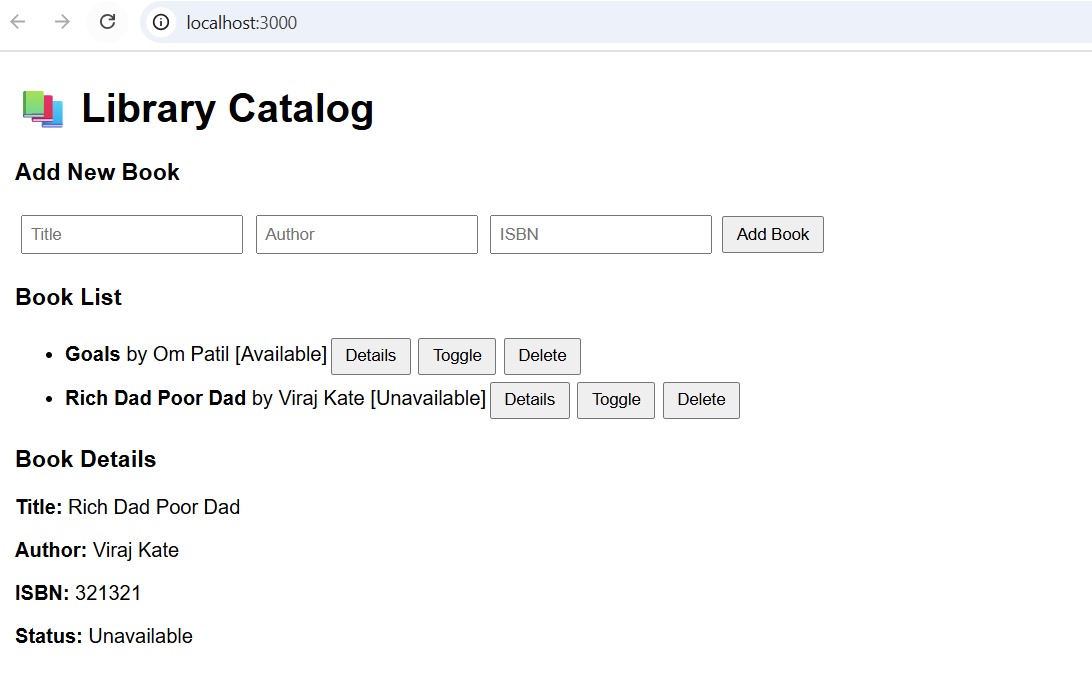 localhost:3000
Library Catalog
Add New Book
Title Author ISBN Add Book
Book List
Goals by Om Patil [Available] Details Toggle Delete
Rich Dad Poor Dad by Viraj Kate [Unavailable] Details Toggle Delete
Book Details
Title: Rich Dad Poor Dad
Author: Viraj Kate
ISBN: 321321
Status: Unavailable